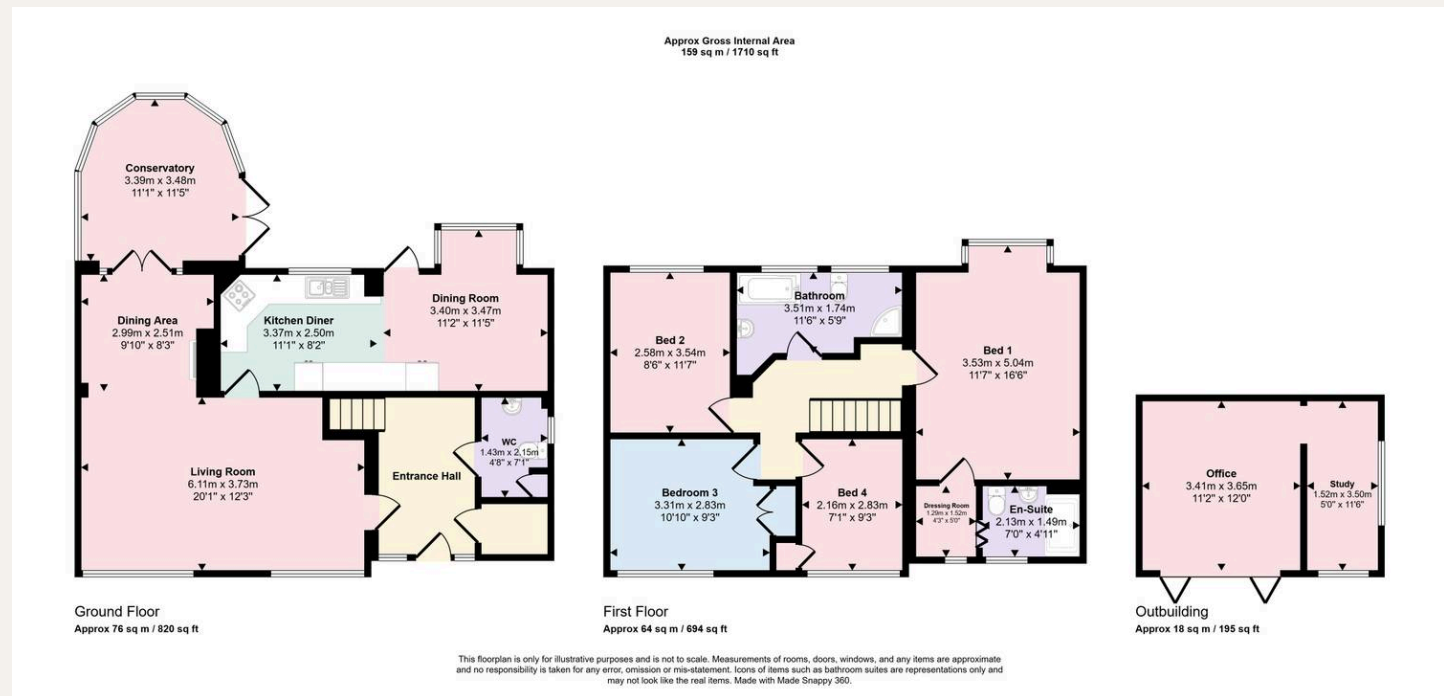 Approx Gross Internal Area
159 sq m / 1710 sq ft
Conservatory
3.39m x 3.48m
11'1" x 11'5"
Dining Area
2.99m x 2.51m
9'10" x 8'3"
Kitchen Diner
3.37m x 2.50m
11'1" x 8'2"
Dining Room
3.40m x 3.47m
11'2" x 11'5"
Living Room
6.11m x 3.73m
20'1" x 12'3"
Entrance Hall
WC
1.43m x 2.15m
4'8" x 7'1"
Ground Floor
Approx 76 sq m / 820 sq ft
Bed 2
2.58m x 3.54m
8'6" x 11'7"
Bathroom
3.51m x 1.74m
11'6" x 5'9"
Bed 1
3.53m x 5.04m
11'7" x 16'6"
Bedroom 3
3.31m x 2.83m
10'10" x 9'3"
Bed 4
2.16m x 2.83m
7'1" x 9'3"
Dressing Room
1.29m x 1.52m
4'3" x 5'0"
En-Suite
2.13m x 1.49m
7'0" x 4'11"
First Floor
Approx 64 sq m / 694 sq ft
Office
3.41m x 3.65m
11'2" x 12'0"
Study
1.52m x 3.50m
5'0" x 11'6"
Outbuilding
Approx 18 sq m / 195 sq ft
This floorplan is only for illustrative purposes and is not to scale. Measurements of rooms, doors, windows, and any items are approximate
and no responsibility is taken for any error, omission or mis-statement. Icons of items such as bathroom suites are representations only and
may not look like the real items. Made with Made Snappy 360.